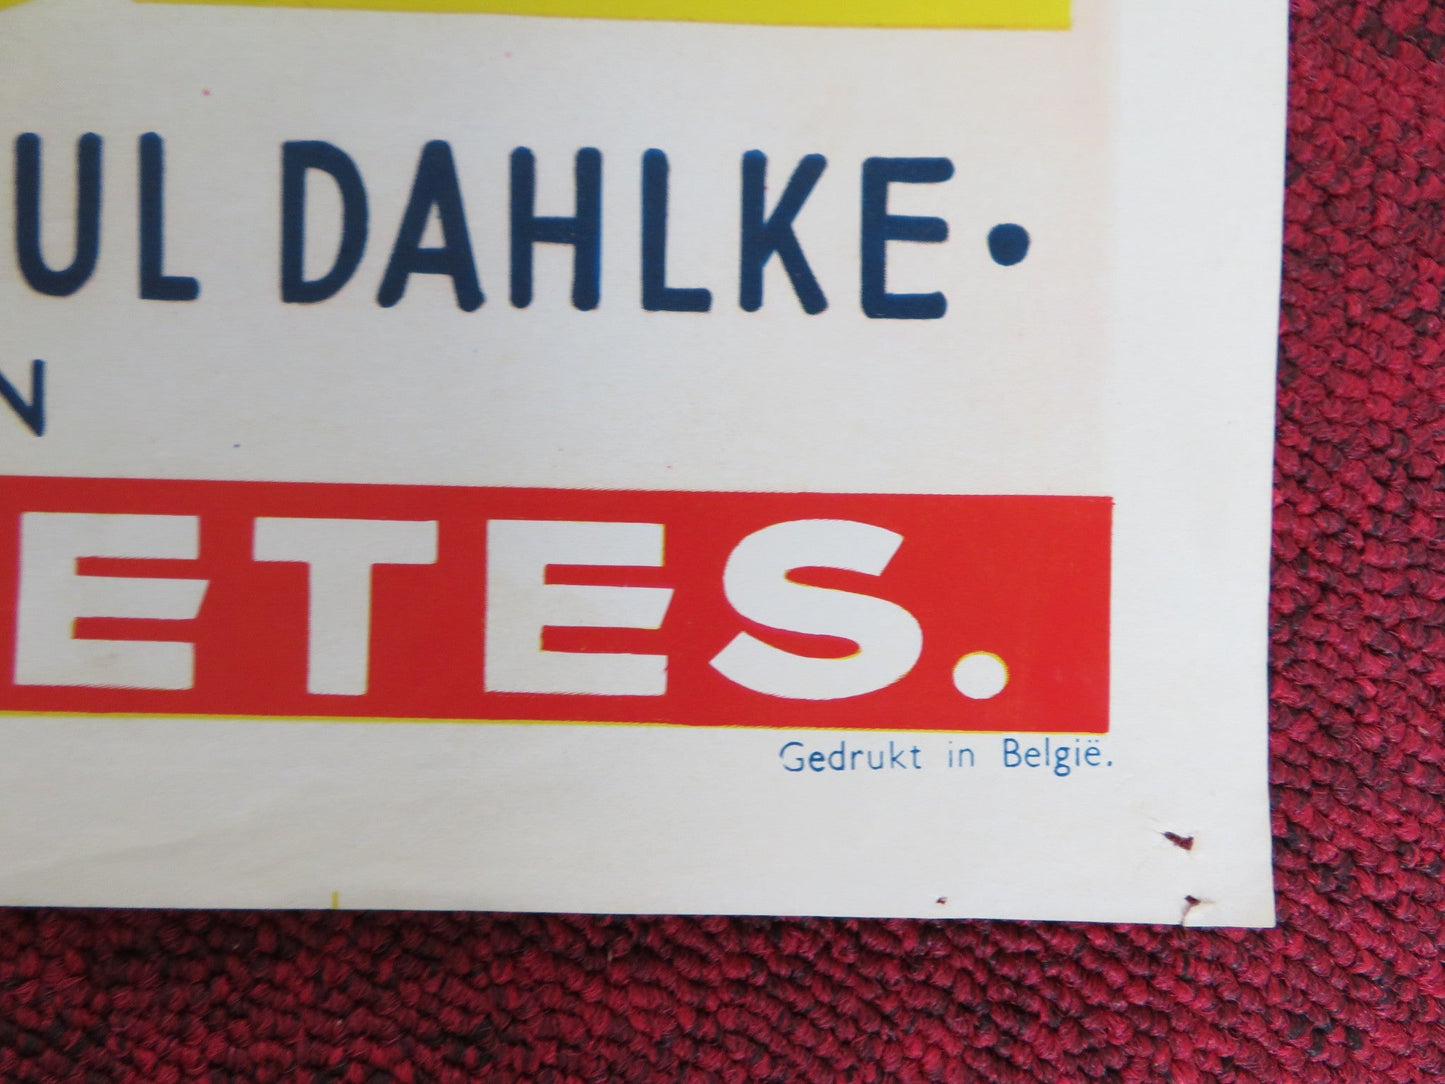 UL DAHLKE •
N
ETES.
Gedrukt in België.